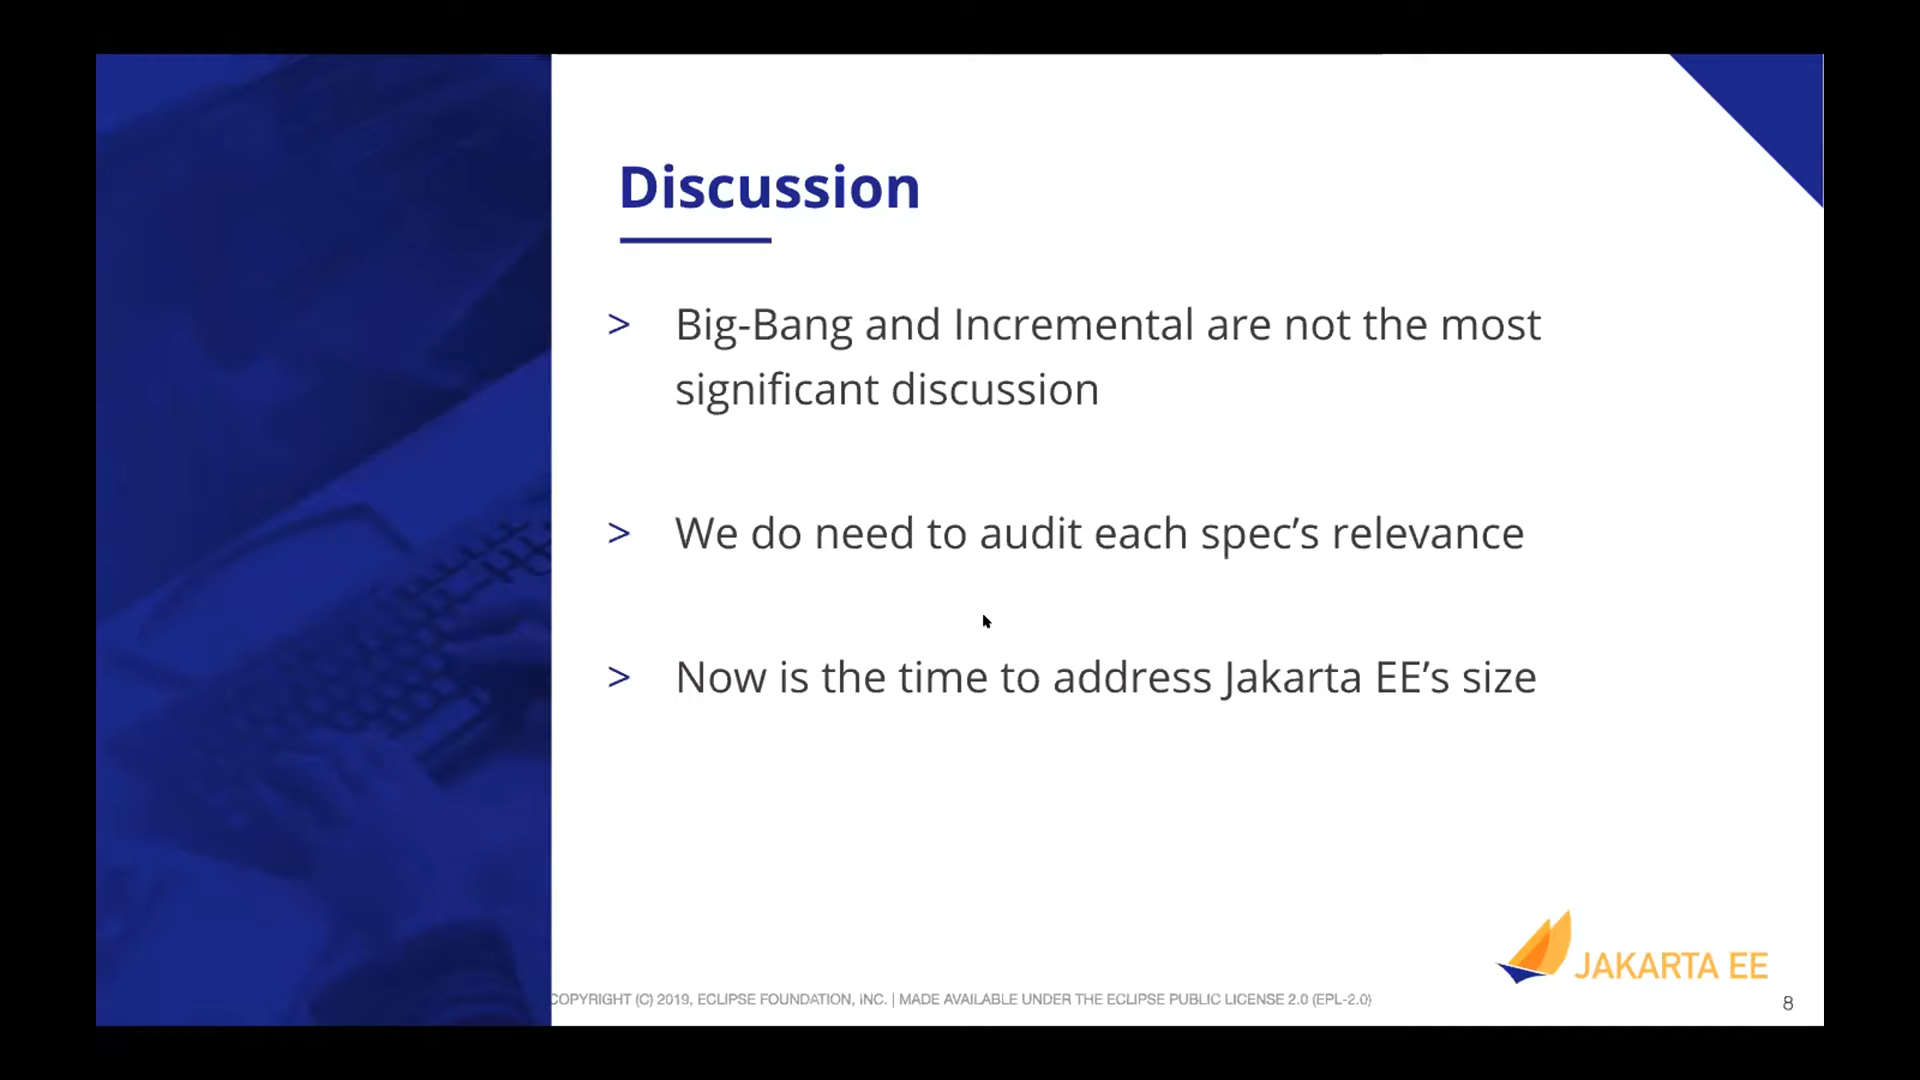 Discussion
> Big-Bang and Incremental are not the most
significant discussion
> We do need to audit each spec’s relevance
> Now is the time to address Jakarta EE’s size
JAKARTA EE
COPYRIGHT (C) 2019, ECLIPSE FOUNDATION, INC. | MADE AVAILABLE UNDER THE ECLIPSE PUBLIC LICENSE 2.0 (EPL-2.0)
8